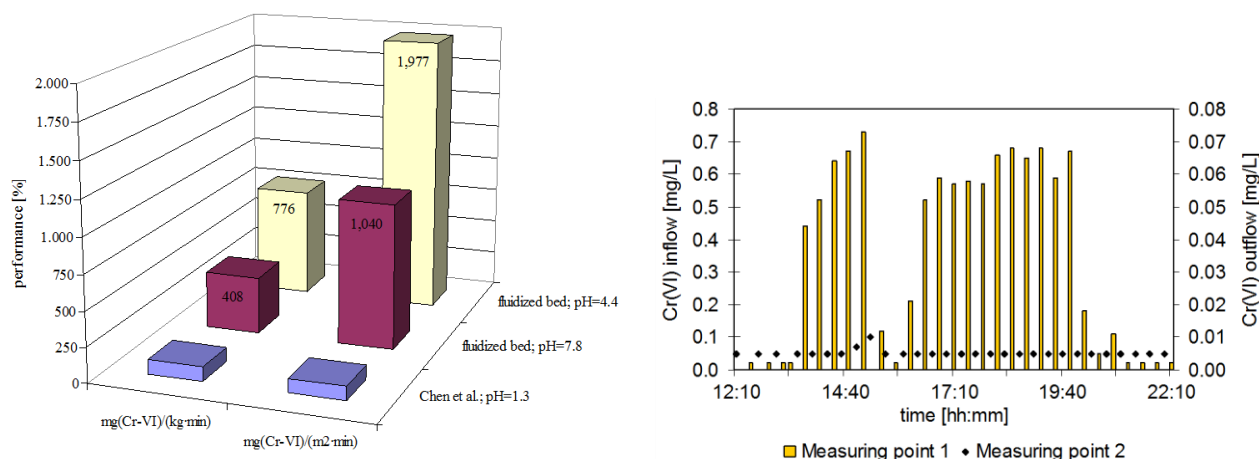 performance [%]
2.000
1.750
1.500
1.250
1.000
750
500
250
0
1,977
776
1,040
408
fluidized bed; pH=4.4
fluidized bed; pH=7.8
Chen et al.; pH=1.3
mg(Cr-VI)/(kg·min)
mg(Cr-VI)/(m2·min)
Cr(VI) inflow [mg/L]
0.8
0.7
0.6
0.5
0.4
0.3
0.2
0.1
0.0
0.08
0.07
0.06
0.05
0.04
0.03
0.02
0.01
0.00
Cr(VI) outflow [mg/L]
12:10 14:40 17:10 19:40 22:10
time [hh:mm]
Measuring point 1 Measuring point 2